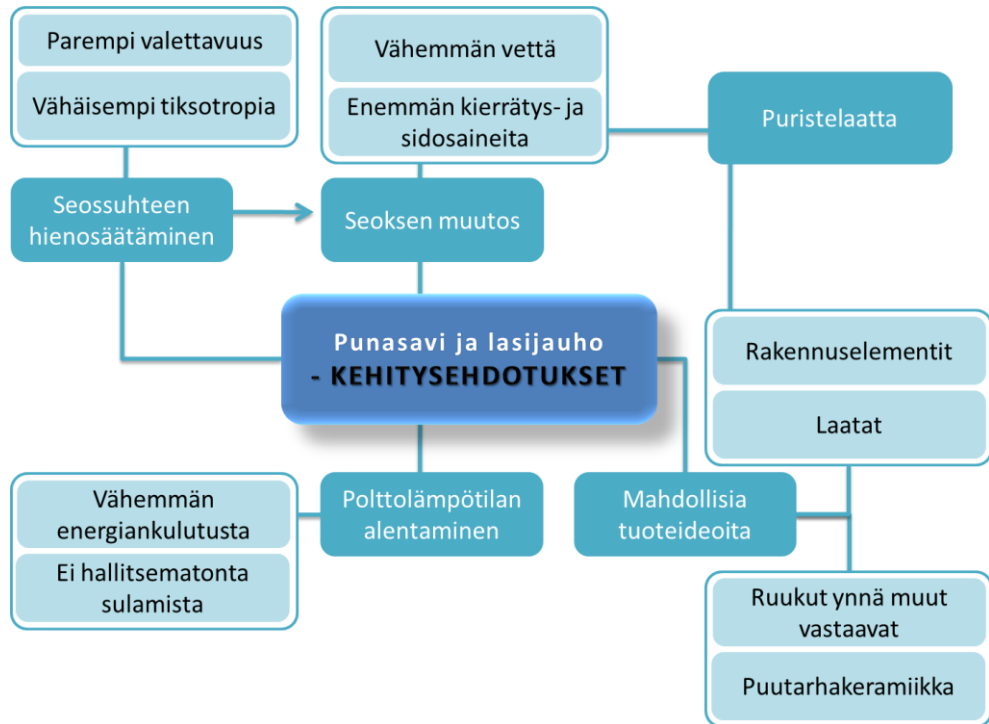 Parempi valettavuus
Vähäisempi tiksotropia
Vähemmän vettä
Enemmän kierrätys- ja
sidosaineita
Puristelaatta
Seossuhteen
hienosäätäminen
Seoksen muutos
Punasavi ja lasijauho
- KEHITYSEHDOTUKSET
Rakennuselementit
Laatat
Vähemmän
energiankulutusta
Ei hallitsematonta
sulamista
Polttolämpötilan
alentaminen
Mahdollisia
tuoteideoita
Ruukut ynnä muut
vastaavat
Puutarhakeramiikka